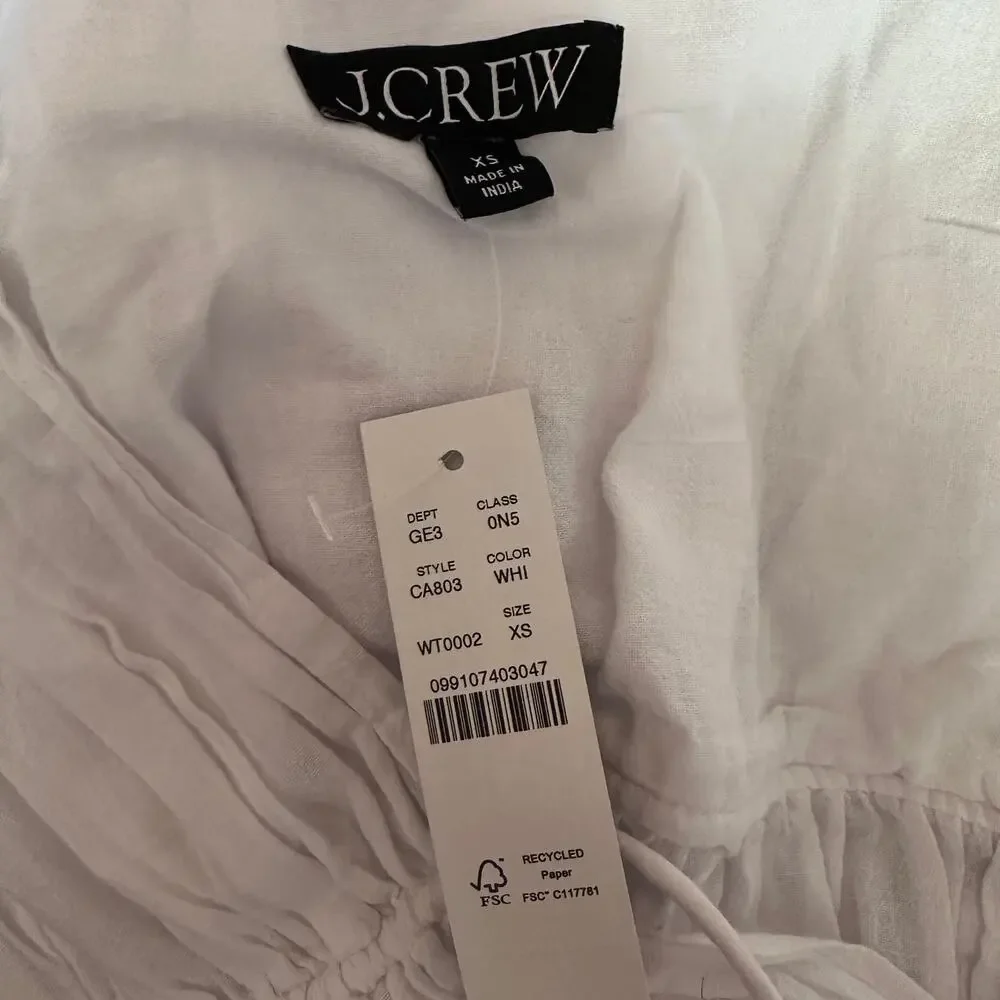 J.CREW
XS
MADE IN
INDIA
DEPT CLASS
GE3 0N5
STYLE COLOR
CA803 WHI
SIZE
WT0002 XS
099107403047
RECYCLED
Paper
FSC™ C117781
FSC